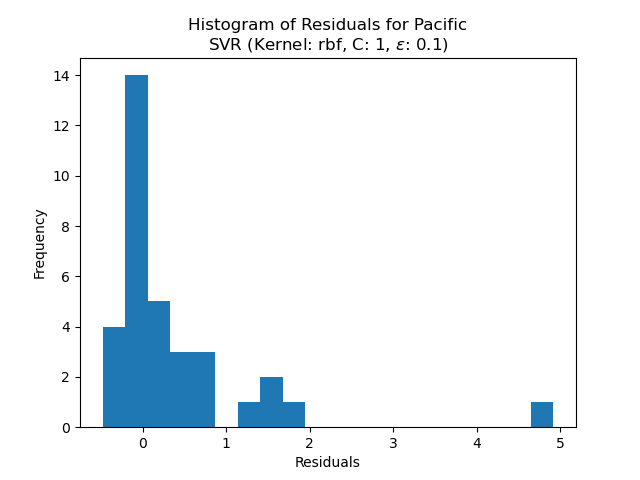 Histogram of Residuals for Pacific
SVR (Kernel: rbf, C: 1, ε: 0.1)
14
12
10
8
6
4
2
0
Frequency
0 1 2 3 4 5
Residuals